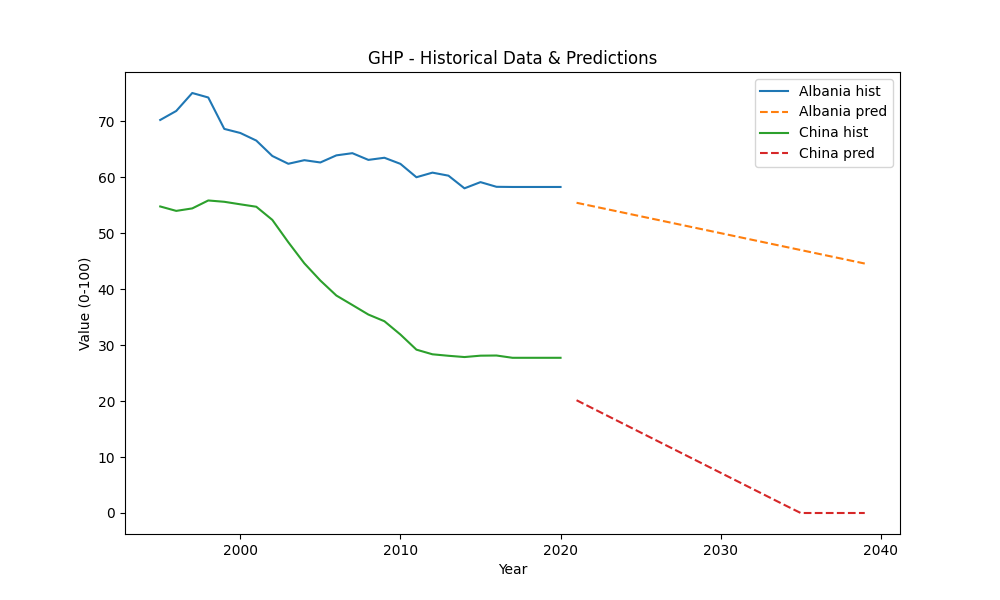 GHP - Historical Data & Predictions
Albania hist
Albania pred
China hist
China pred
Value (0-100)
70
60
50
40
30
20
10
0
2000 2010 2020 2030 2040
Year